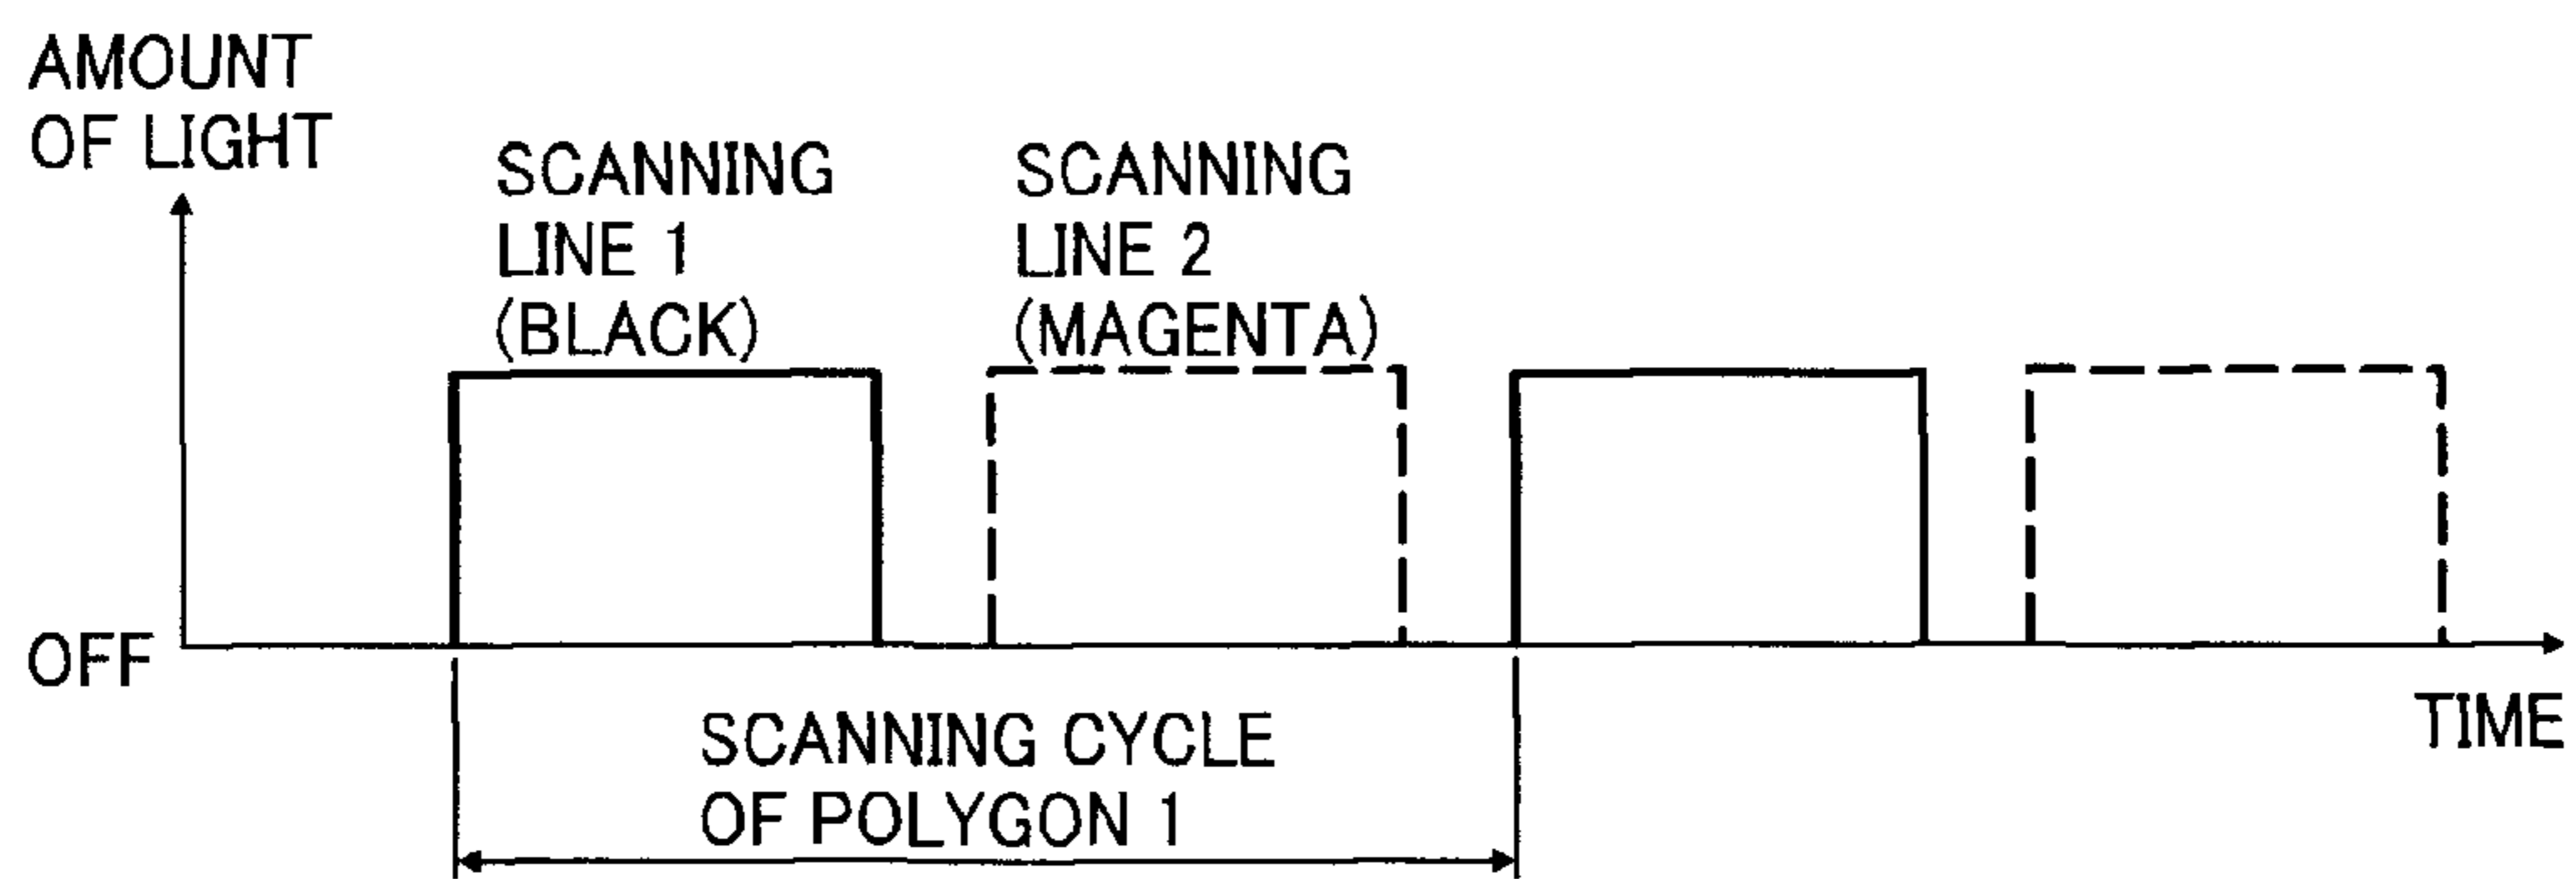 AMOUNT
OF LIGHT
SCANNING
LINE 1
(BLACK)
SCANNING
LINE 2
(MAGENTA)
OFF
TIME
SCANNING CYCLE
OF POLYGON 1